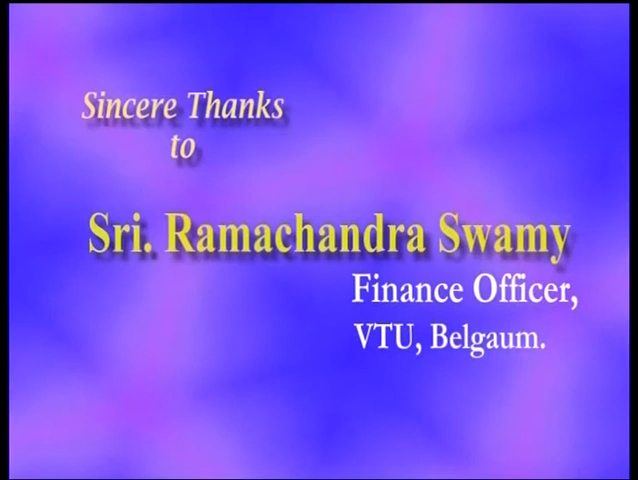 Sincere Thanks
to
Sri. Ramachandra Swamy
Finance Officer,
VTU, Belgaum.